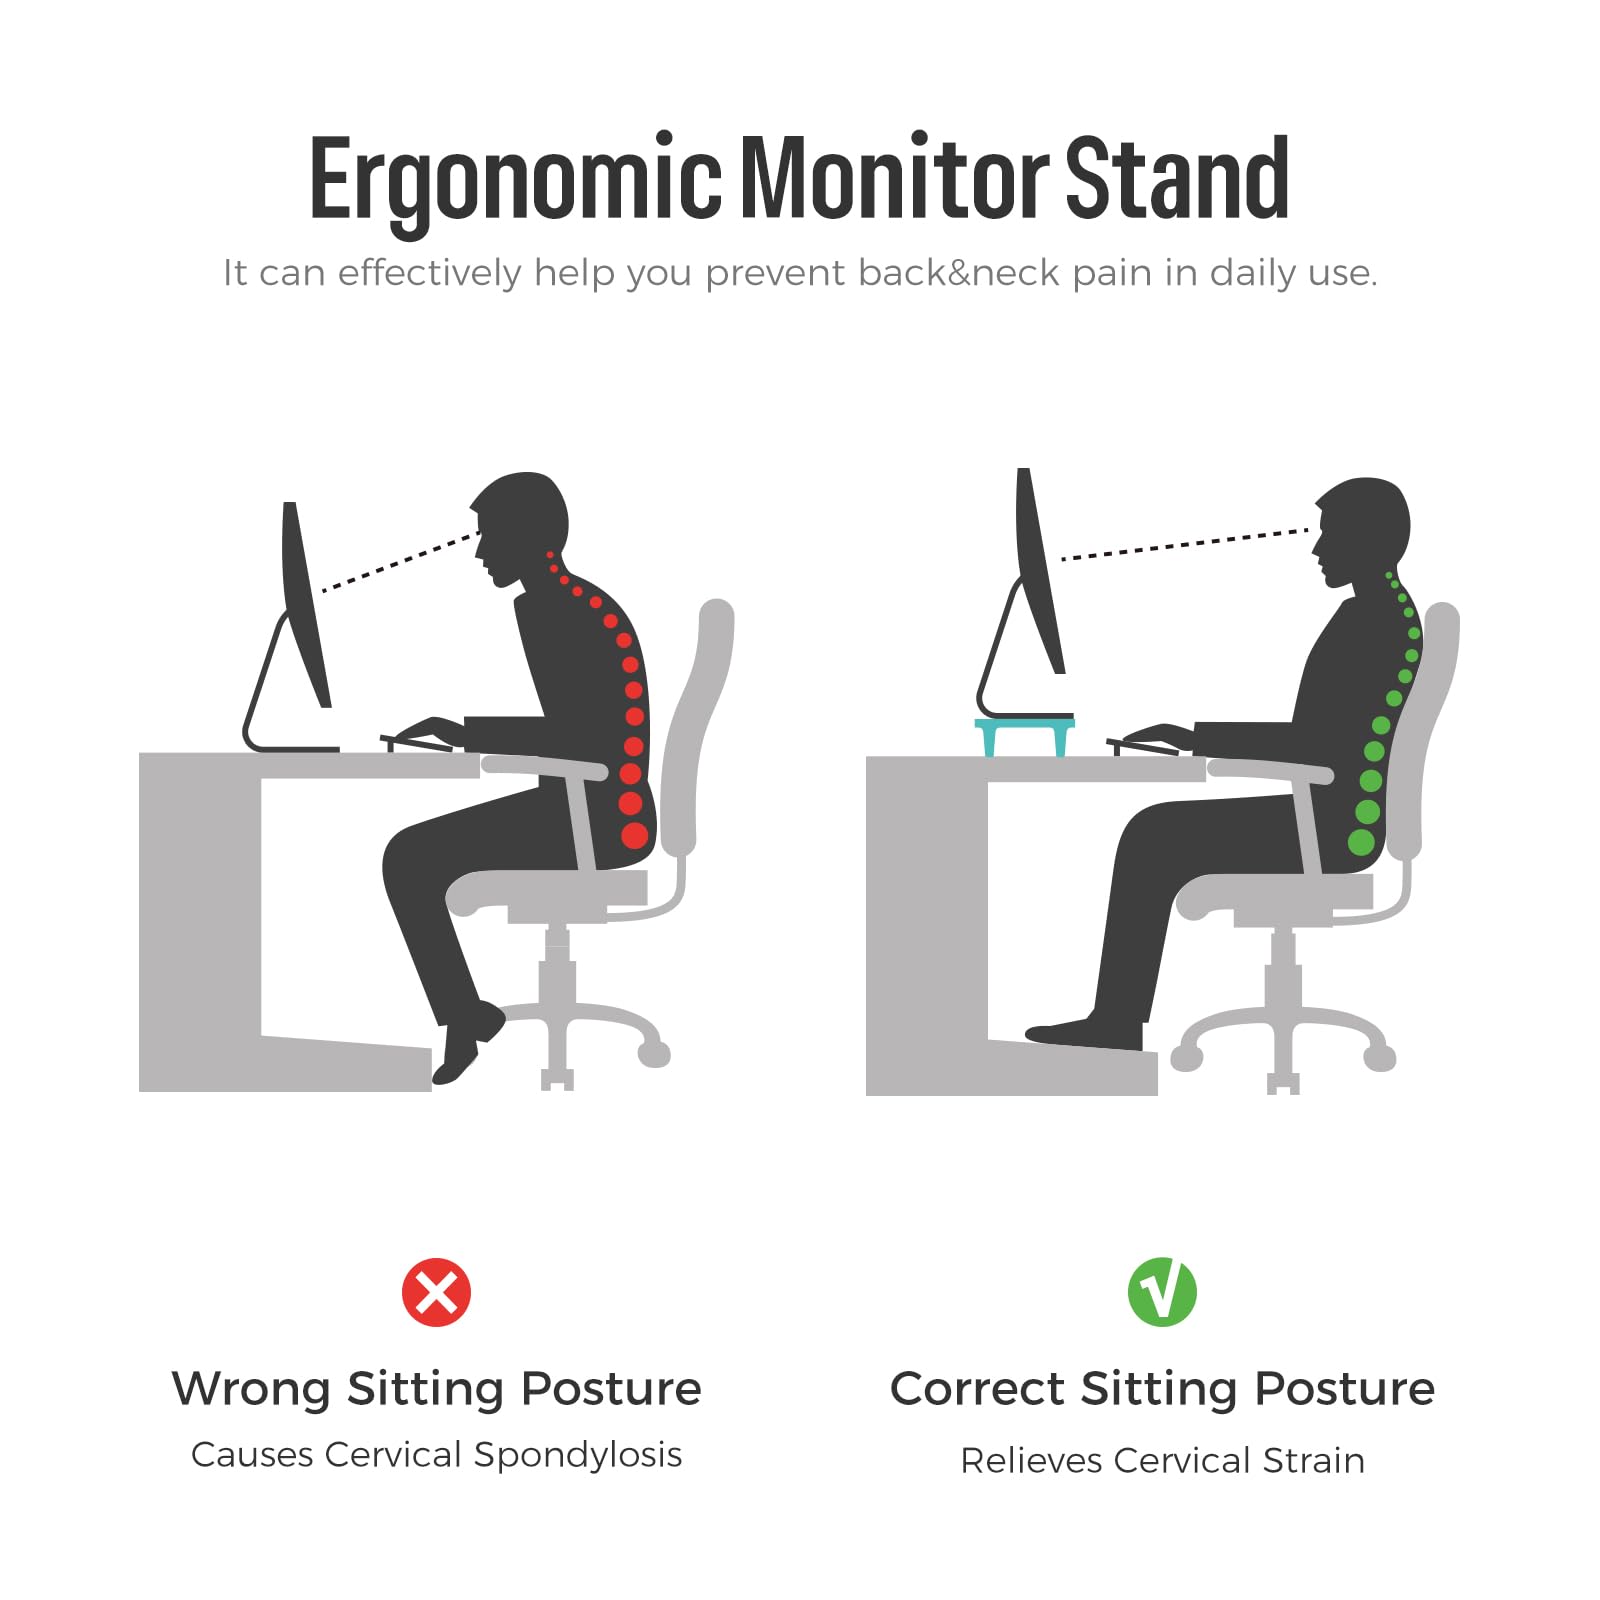 Ergonomic Monitor Stand
It can effectively help you prevent back&neck pain in daily use.
Wrong Sitting Posture
Causes Cervical Spondylosis
Correct Sitting Posture
Relieves Cervical Strain